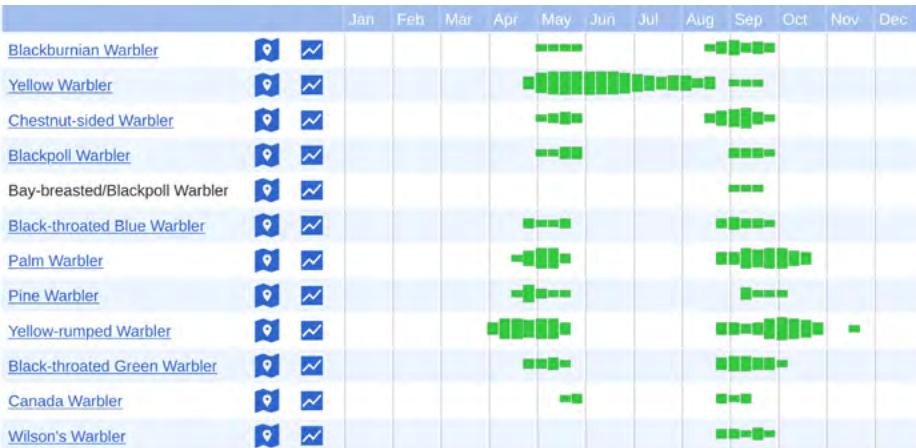 Jan Feb Mar Apr May Jun Jul Aug Sep Oct Nov Dec
Blackburnian Warbler
Yellow Warbler
Chestnut-sided Warbler
Blackpoll Warbler
Bay-breasted/Blackpoll Warbler
Black-throated Blue Warbler
Palm Warbler
Pine Warbler
Yellow-rumped Warbler
Black-throated Green Warbler
Canada Warbler
Wilson's Warbler